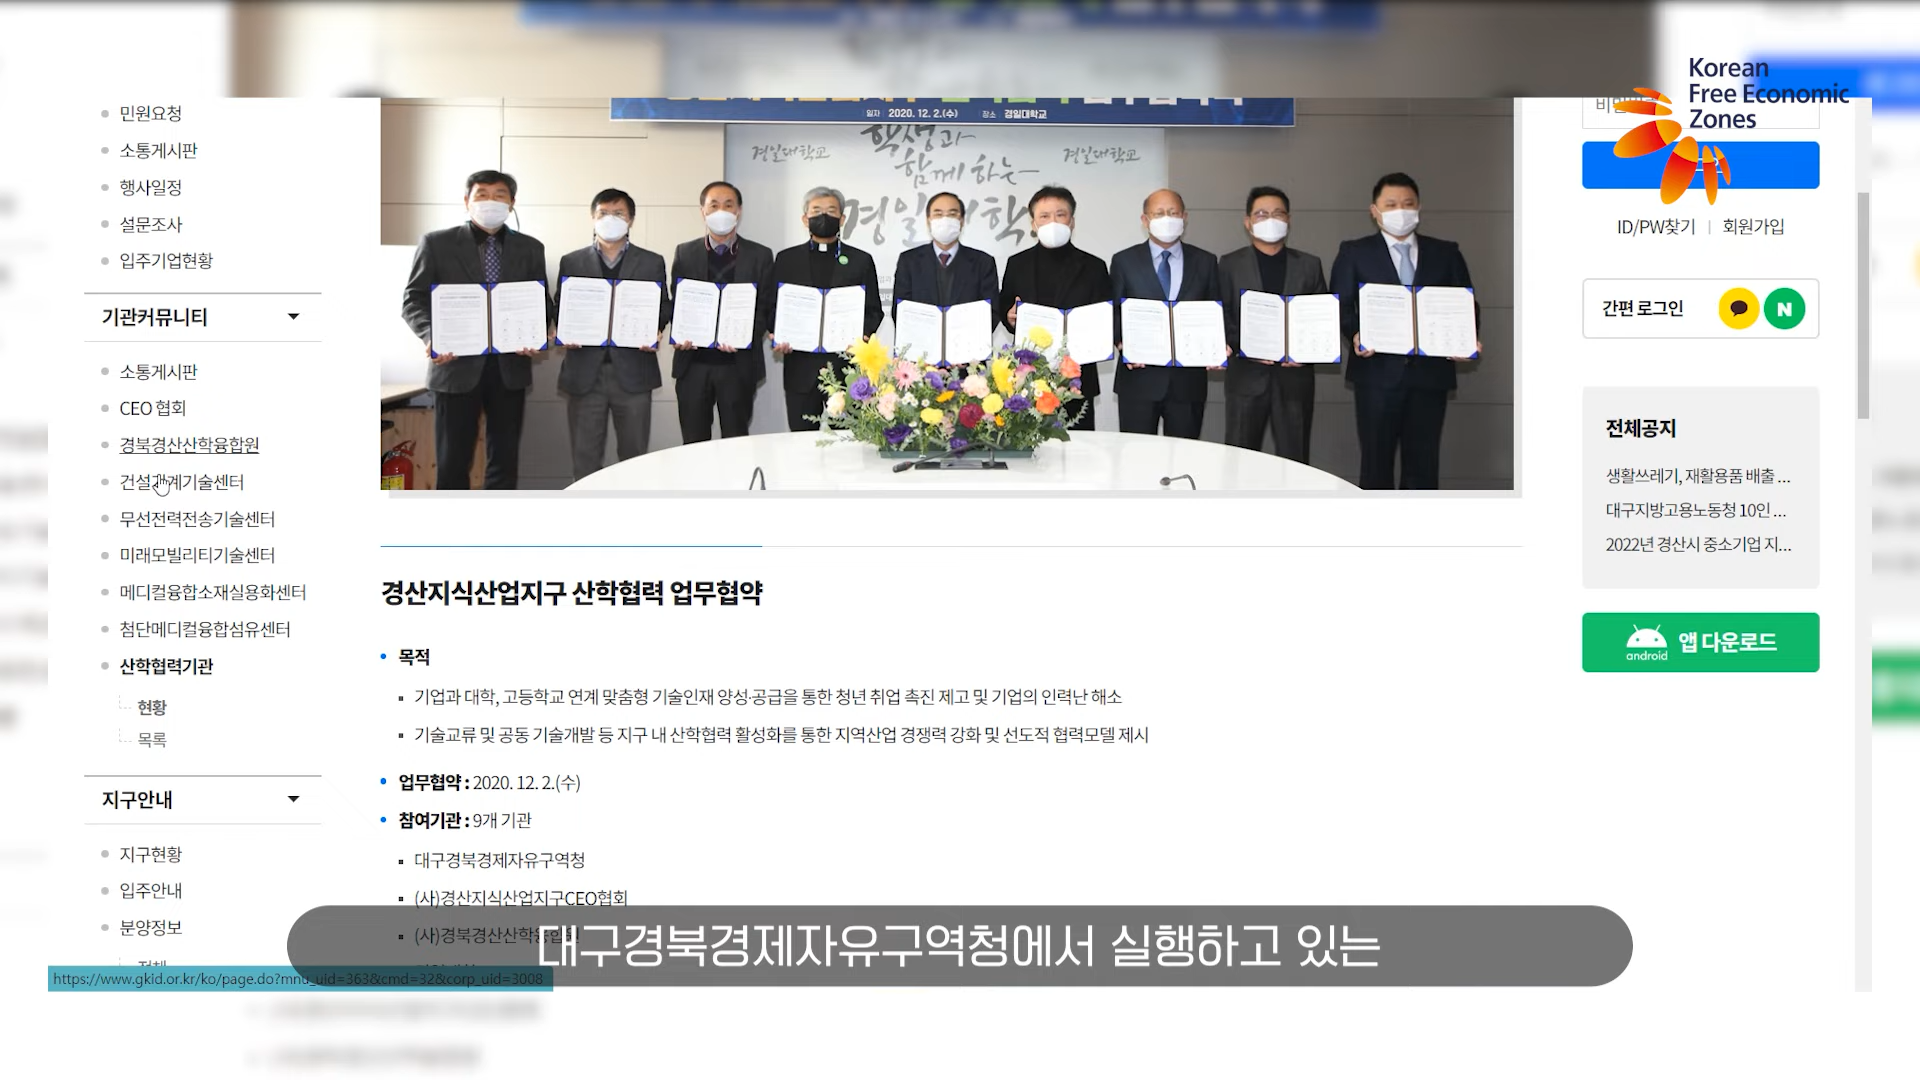 Korean
Free Economic
Zones
민원요청
소통게시판
행사일정
설문조사
입주기업현황
기관커뮤니티
소통게시판
CEO 협회
경북경산산학융합원
건설기계기술센터
무선전력전송기술센터
미래모빌리티기술센터
메디컬융합소재실용화센터
첨단메디컬융합섬유센터
산학협력기관
현황
목록
지구안내
지구현황
입주안내
분양정보
일자 2020. 12. 2.(수) 장소 경일대학교
경일대학교
학생과
함께 하는
경일대학교
ID/PW찾기 | 회원가입
간편 로그인
N
전체공지
생활쓰레기, 재활용품 배출 ...
대구지방고용노동청 10인 ...
2022년 경산시 중소기업 지...
android 앱 다운로드
경산지식산업지구 산학협력 업무협약
목적
기업과 대학, 고등학교 연계 맞춤형 기술인재 양성·공급을 통한 청년 취업 촉진 제고 및 기업의 인력난 해소
기술교류 및 공동 기술개발 등 지구 내 산학협력 활성화를 통한 지역산업 경쟁력 강화 및 선도적 협력모델 제시
업무협약 : 2020. 12. 2.(수)
참여기관 : 9개 기관
대구경북경제자유구역청
(사)경산지식산업지구CEO협회
(사)경북경산산학융합원
대구경북경제자유구역청에서 실행하고 있는
https://www.gkid.or.kr/ko/page.do?mnu_uid=363&cmd=32&corp_uid=3008